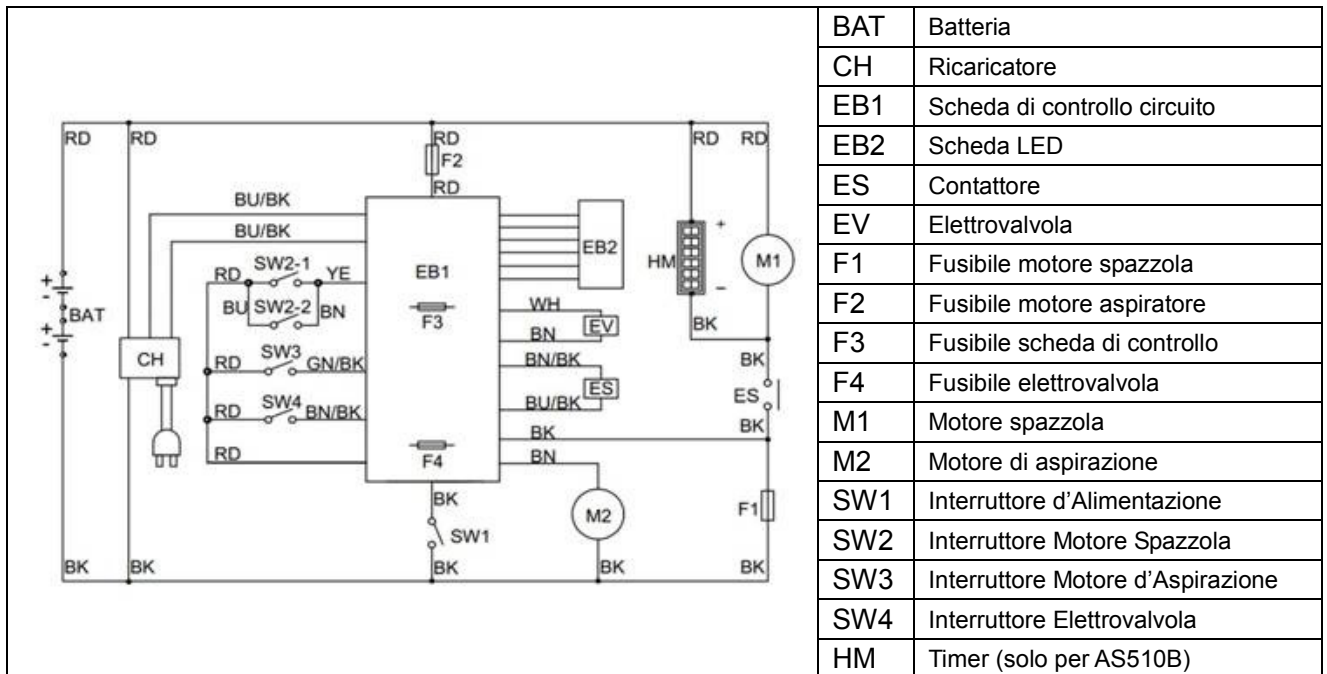 RD RD RD RD RD
F2
RD
BU/BK
BU/BK
EB2
+
SW2-1
RD YE
EB1
HM
M1
+
-
BU SW2-2 BN
F3
WH
EV
−
BAT
+
-
BN
BK
CH
SW3
RD GN/BK
BN/BK
BK
ES
ES
SW4
RD BN/BK
BU/BK
BK
BK
RD
F4
BN
BK
M2
F1
SW1
BK BK BK BK BK
BAT Batteria
CH Ricaricatore
EB1 Scheda di controllo circuito
EB2 Scheda LED
ES Contattore
EV Elettrovalvola
F1 Fusibile motore spazzola
F2 Fusibile motore aspiratore
F3 Fusibile scheda di controllo
F4 Fusibile elettrovalvola
M1 Motore spazzola
M2 Motore di aspirazione
SW1 Interruttore d’Alimentazione
SW2 Interruttore Motore Spazzola
SW3 Interruttore Motore d’Aspirazione
SW4 Interruttore Elettrovalvola
HM Timer (solo per AS510B)